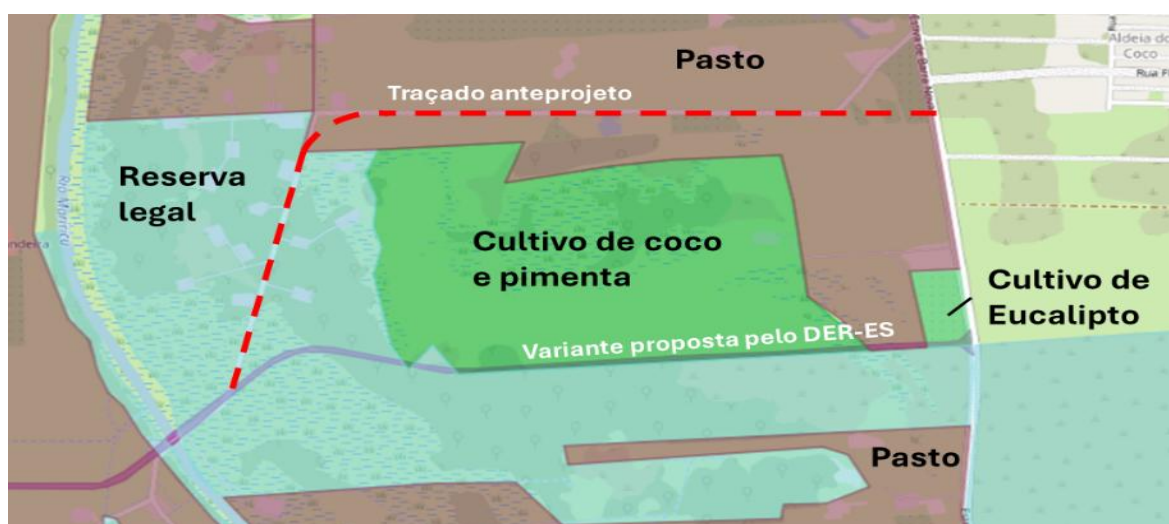 Aldeia do
Coco
Rua F
Pasto
Traçado anteprojeto
Reserva
legal
Cultivo de coco
e pimenta
Cultivo de
Eucalipto
Variante proposta pelo DER-ES
Pasto